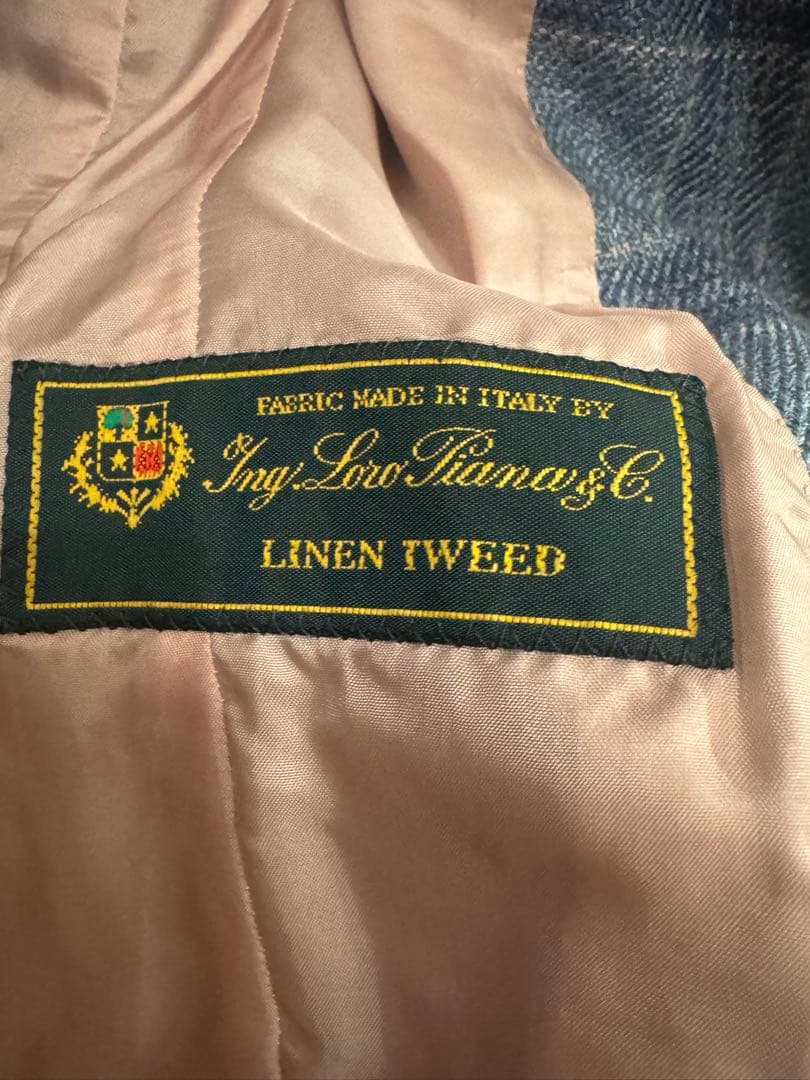 FABRIC MADE IN ITALY BY
Ing. Loro Piana & C.
LINEN TWEED